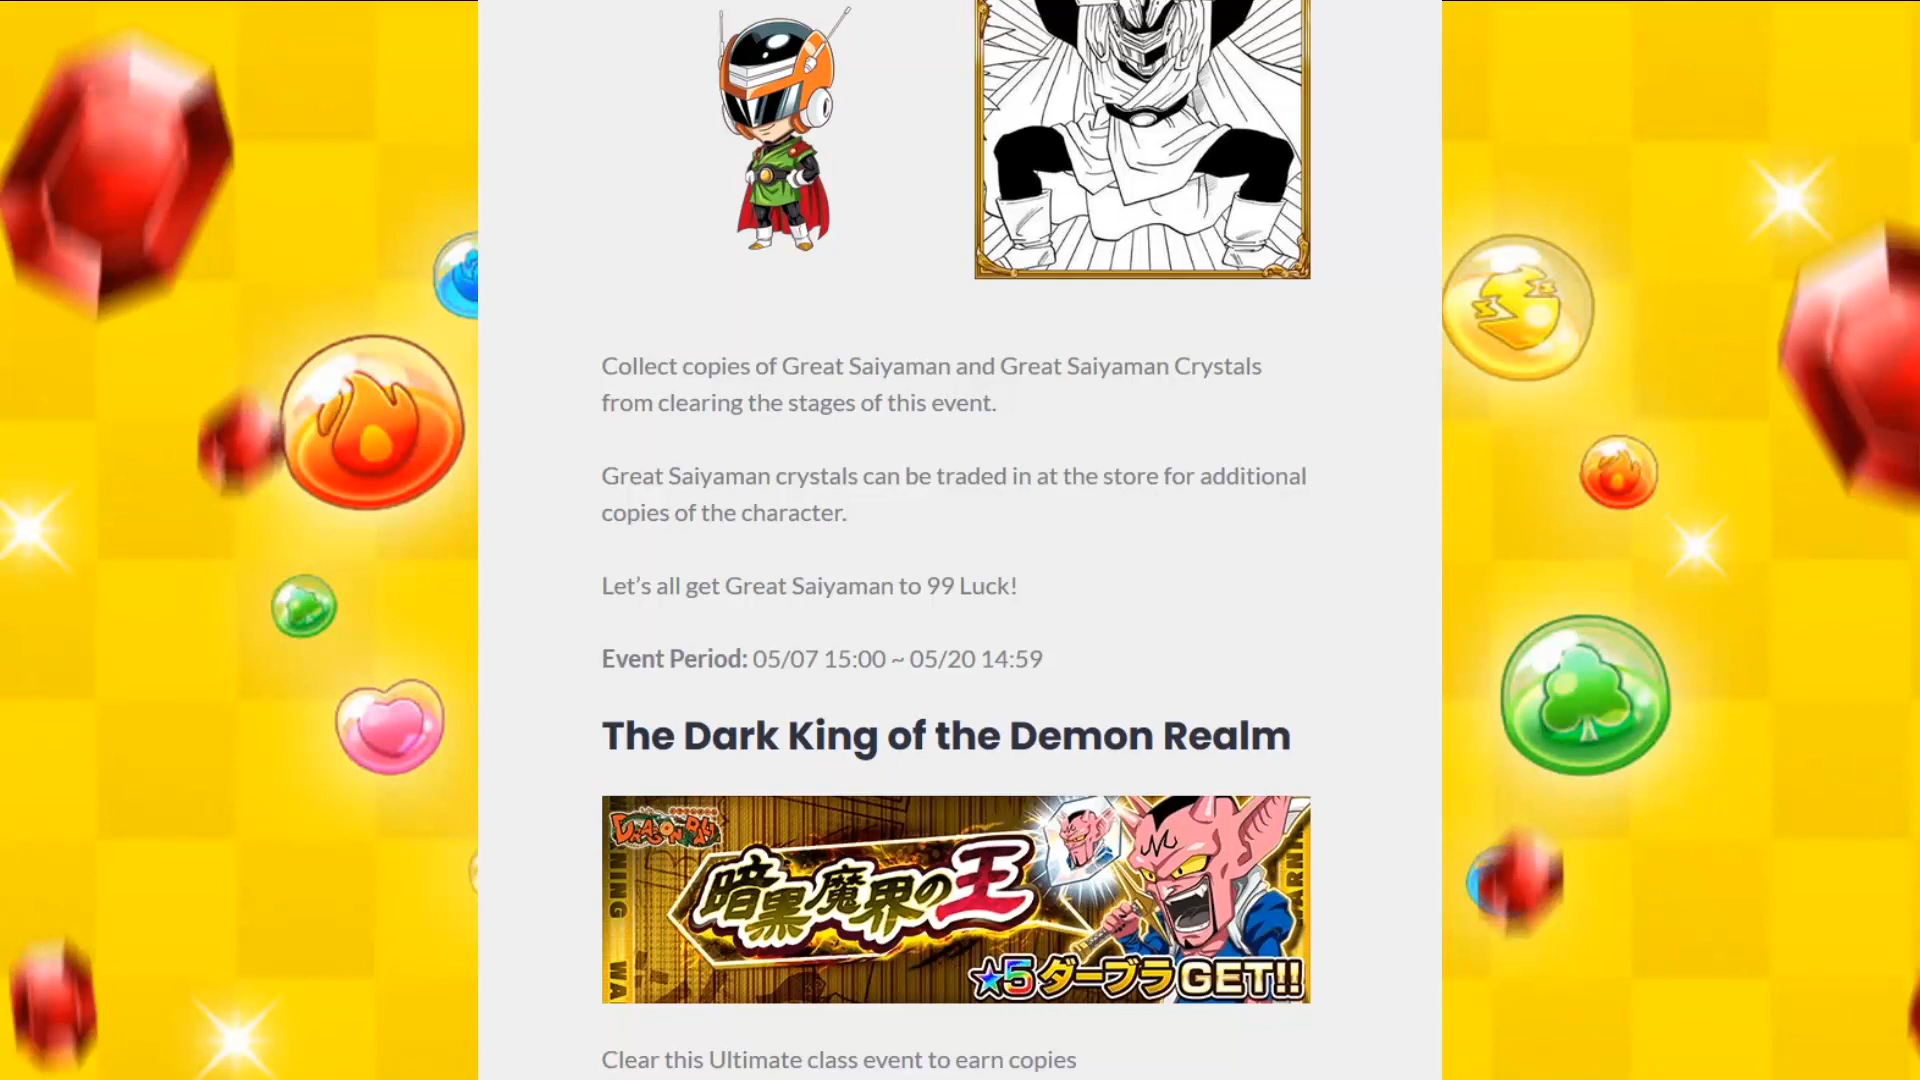 Collect copies of Great Saiyaman and Great Saiyaman Crystals
from clearing the stages of this event.
Great Saiyaman crystals can be traded in at the store for additional
copies of the character.
Let’s all get Great Saiyaman to 99 Luck!
Event Period: 05/07 15:00 ~ 05/20 14:59
The Dark King of the Demon Realm
DRAGON BALL
暗黒魔界の王
★5ダーブラGET!!
Clear this Ultimate class event to earn copies